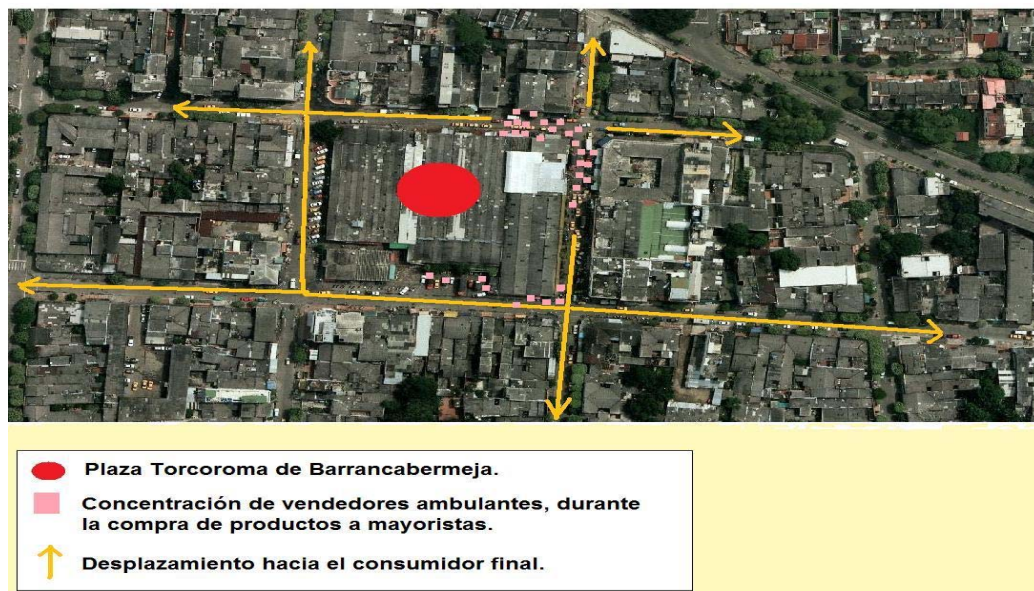 Plaza Torcoroma de Barrancabermeja.
Concentración de vendedores ambulantes, durante
la compra de productos a mayoristas.
Desplazamiento hacia el consumidor final.